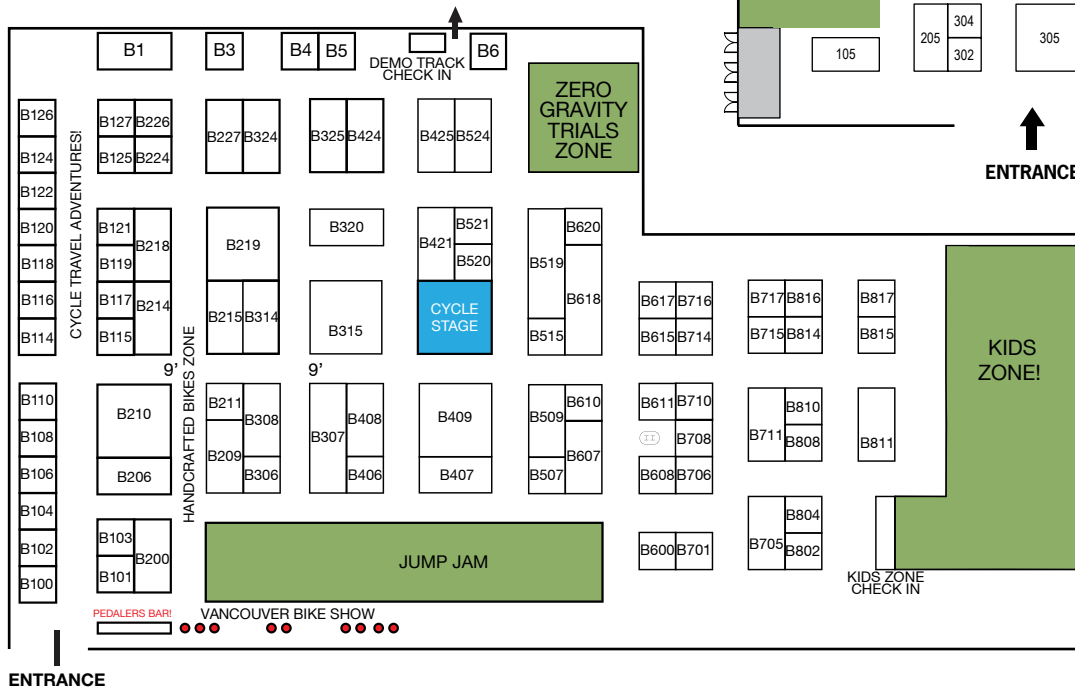 B1
B3
B4
B5
DEMO TRACK
CHECK IN
B6
105
205
304
302
305
ENTRANCE
ZERO
GRAVITY
TRIALS
ZONE
B126
B124
B122
B120
B118
B116
B114
B110
B108
B106
B104
B102
B100
CYCLE TRAVEL ADVENTURES!
B127
B226
B125
B224
B227
B324
B325
B424
B425
B524
B121
B218
B119
B117
B214
B115
B219
B215
B314
B320
B315
B421
B521
B520
CYCLE
STAGE
B519
B620
B618
B515
B617
B716
B615
B714
B717
B816
B715
B814
B817
B815
KIDS
ZONE!
9'
9'
HANDCRAFTED BIKES ZONE
B210
B206
B211
B308
B209
B306
B307
B408
B406
B409
B407
B509
B610
B607
B507
B611
B710
B708
B608
B706
B711
B810
B808
B811
B103
B200
B101
JUMP JAM
B600
B701
B705
B804
B802
KIDS ZONE
CHECK IN
PEDALERS BAR!
VANCOUVER BIKE SHOW
ENTRANCE